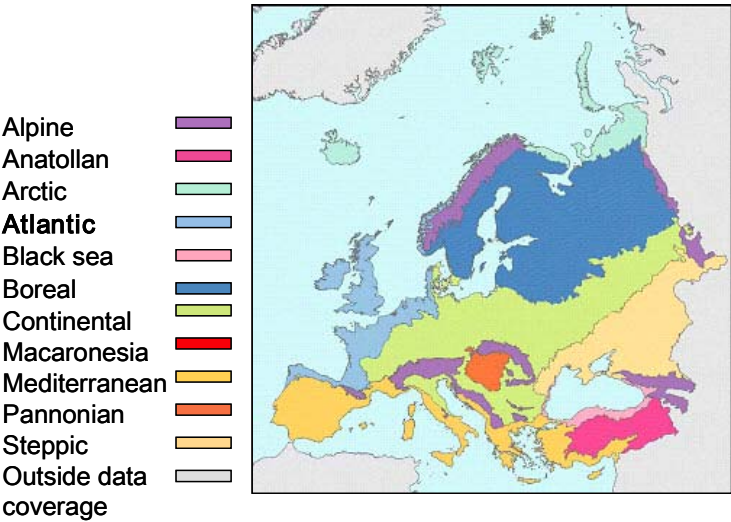 Alpine
Anatollan
Arctic
Atlantic
Black sea
Boreal
Continental
Macaronesia
Mediterranean
Pannonian
Steppic
Outside data
coverage